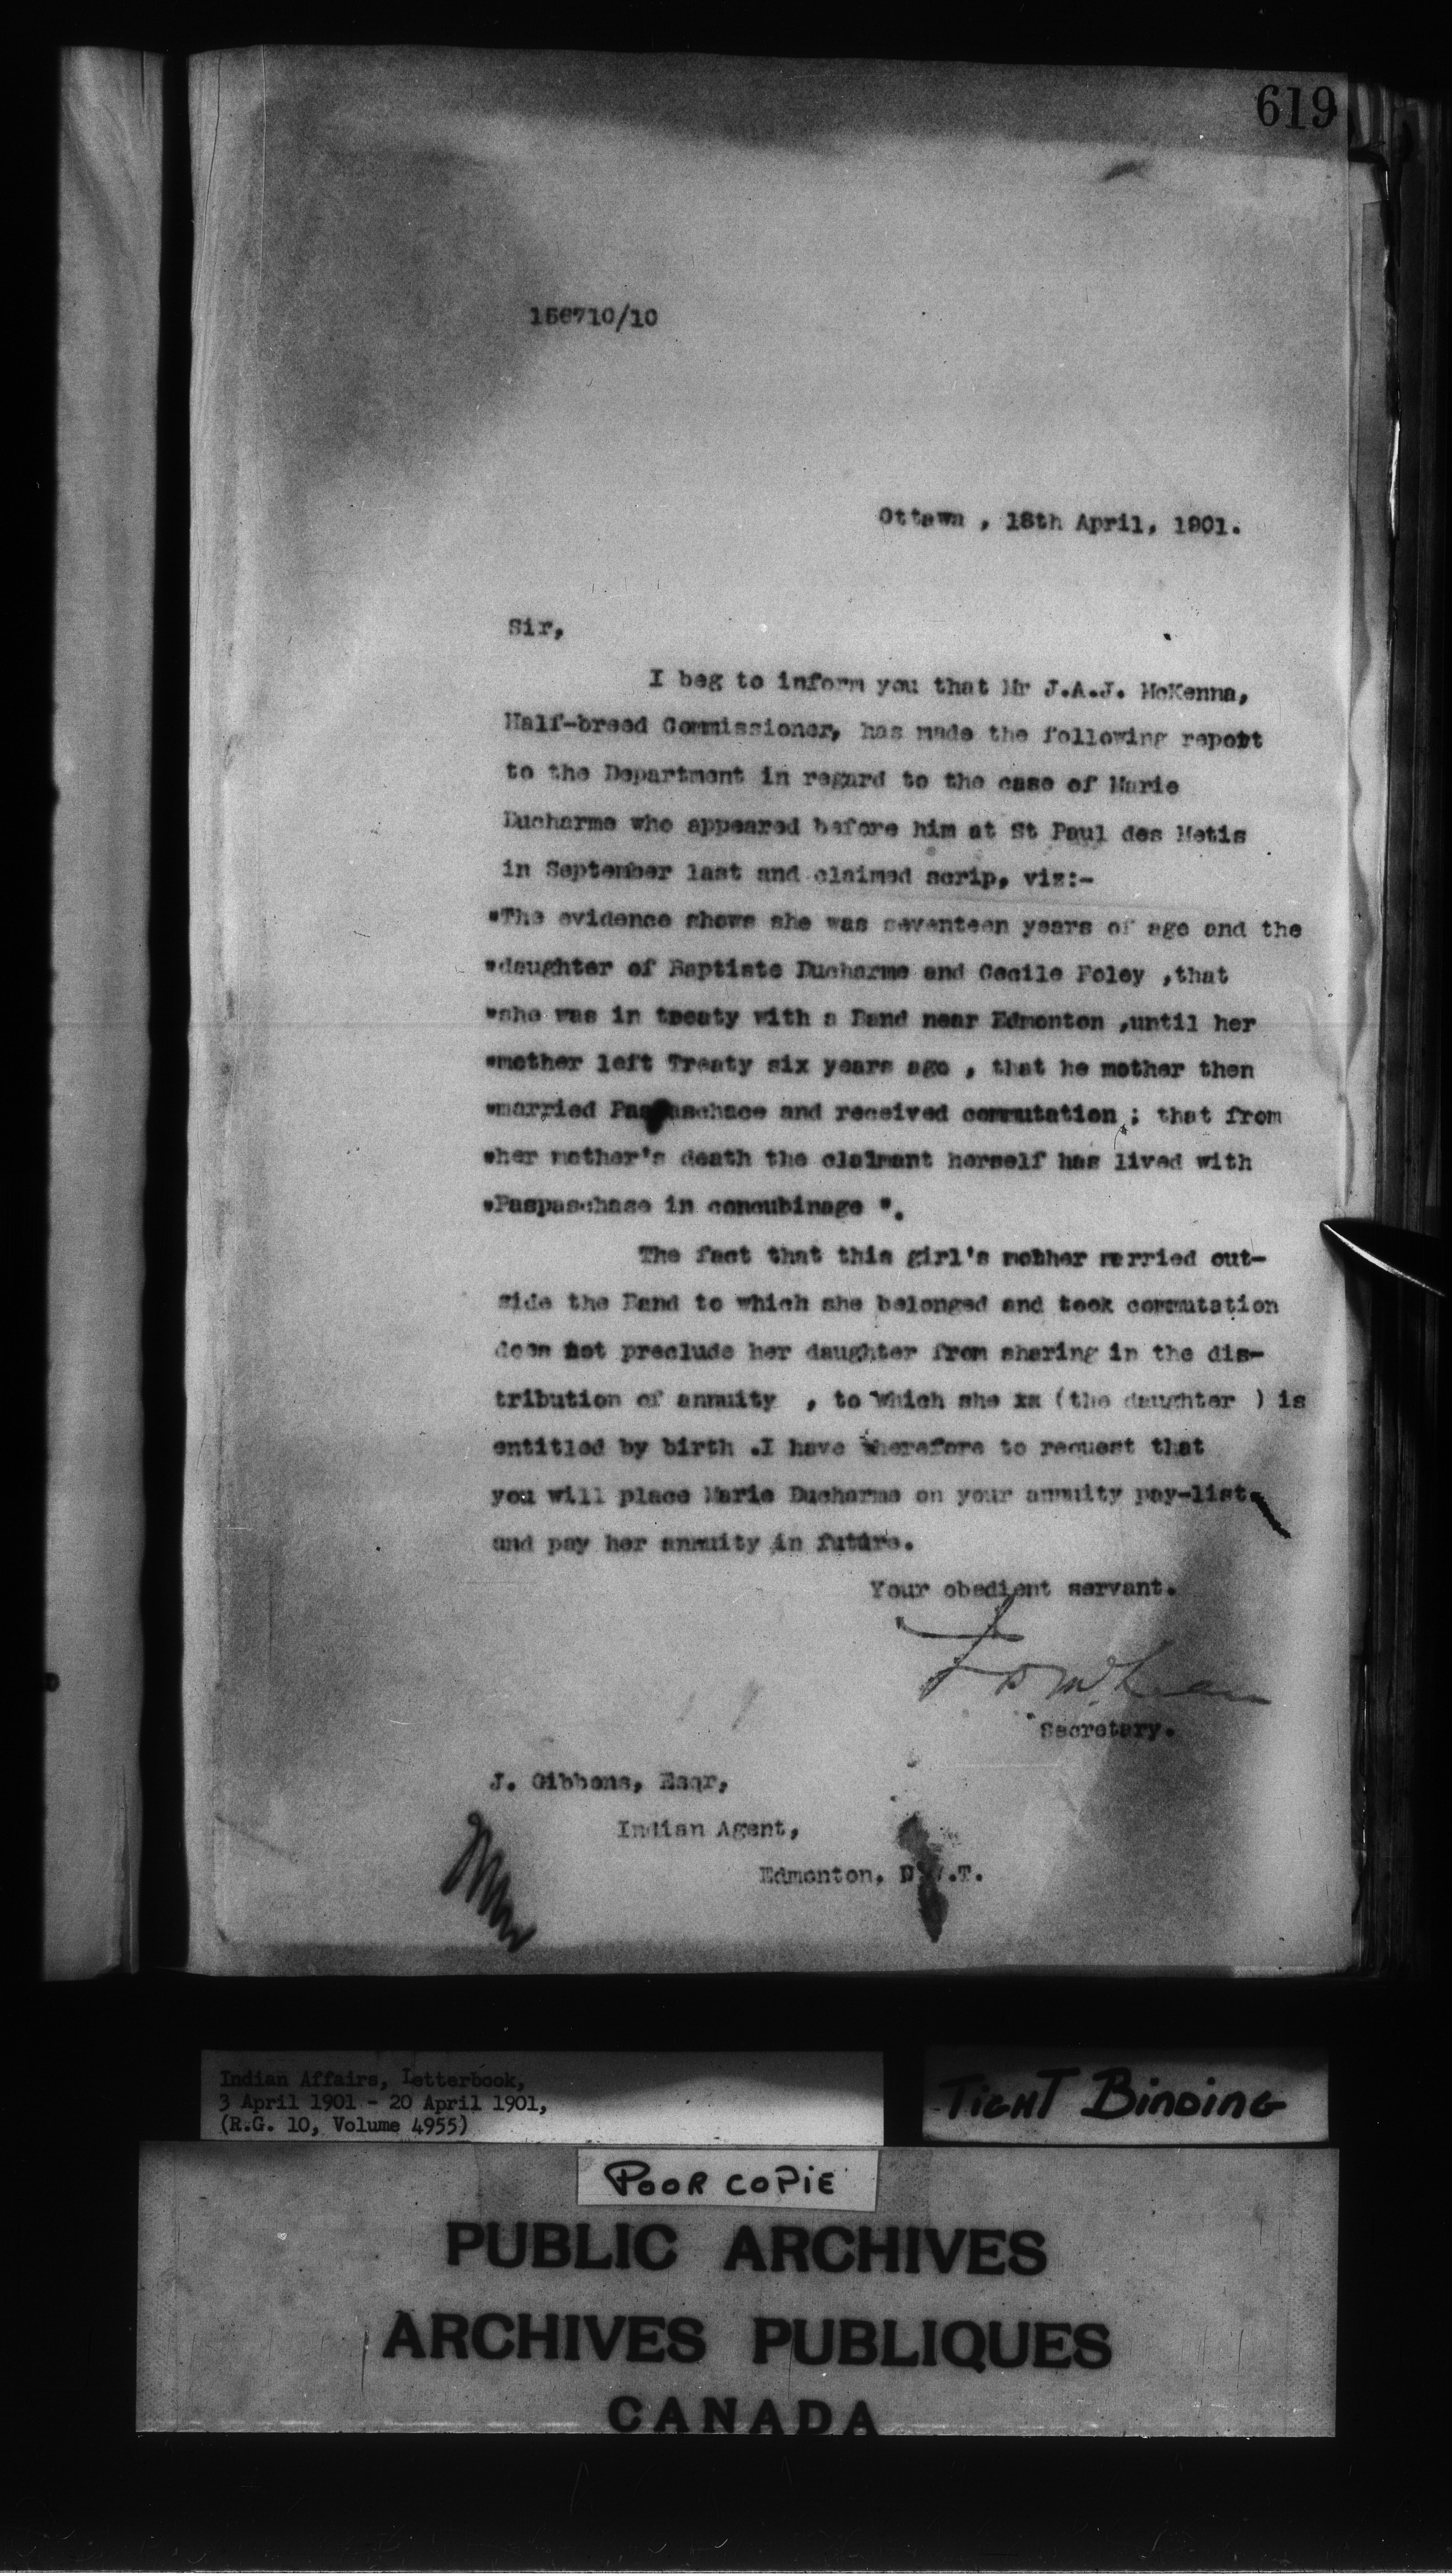 619
156710/10
Ottawa , 18th April, 1901.
Sir,
I beg to inform you that Mr J.A.J. McKenna,
Half-breed Commissioner, has made the following report
to the Department in regard to the case of Marie
Ducharme who appeared before him at St Paul des Metis
in September last and claimed scrip, viz:-
"The evidence shows she was seventeen years of age and the
"daughter of Baptiste Ducharme and Cecile Foley ,that
"she was in treaty with a Band near Edmonton ,until her
"mother left Treaty six years ago , that he mother then
"married Paspaschace and received commutation ; that from
"her mother's death the claimant herself has lived with
"Paspaschase in concubinage ".
The fact that this girl's mother married out-
side the Band to which she belonged and took commutation
does not preclude her daughter from sharing in the dis-
tribution of annuity , to which she xx (the daughter ) is
entitled by birth .I have therefore to request that
you will place Marie Ducharme on your annuity pay-list
and pay her annuity in future.
Your obedient servant.
J D McLean
Secretary.
J. Gibbons, Esqr,
Indian Agent,
Edmonton, N.W.T.
Indian Affairs, Letterbook,
3 April 1901 - 20 April 1901,
(R.G. 10, Volume 4955)
TIGHT BINDING
POOR COPIE
PUBLIC ARCHIVES
ARCHIVES PUBLIQUES
CANADA